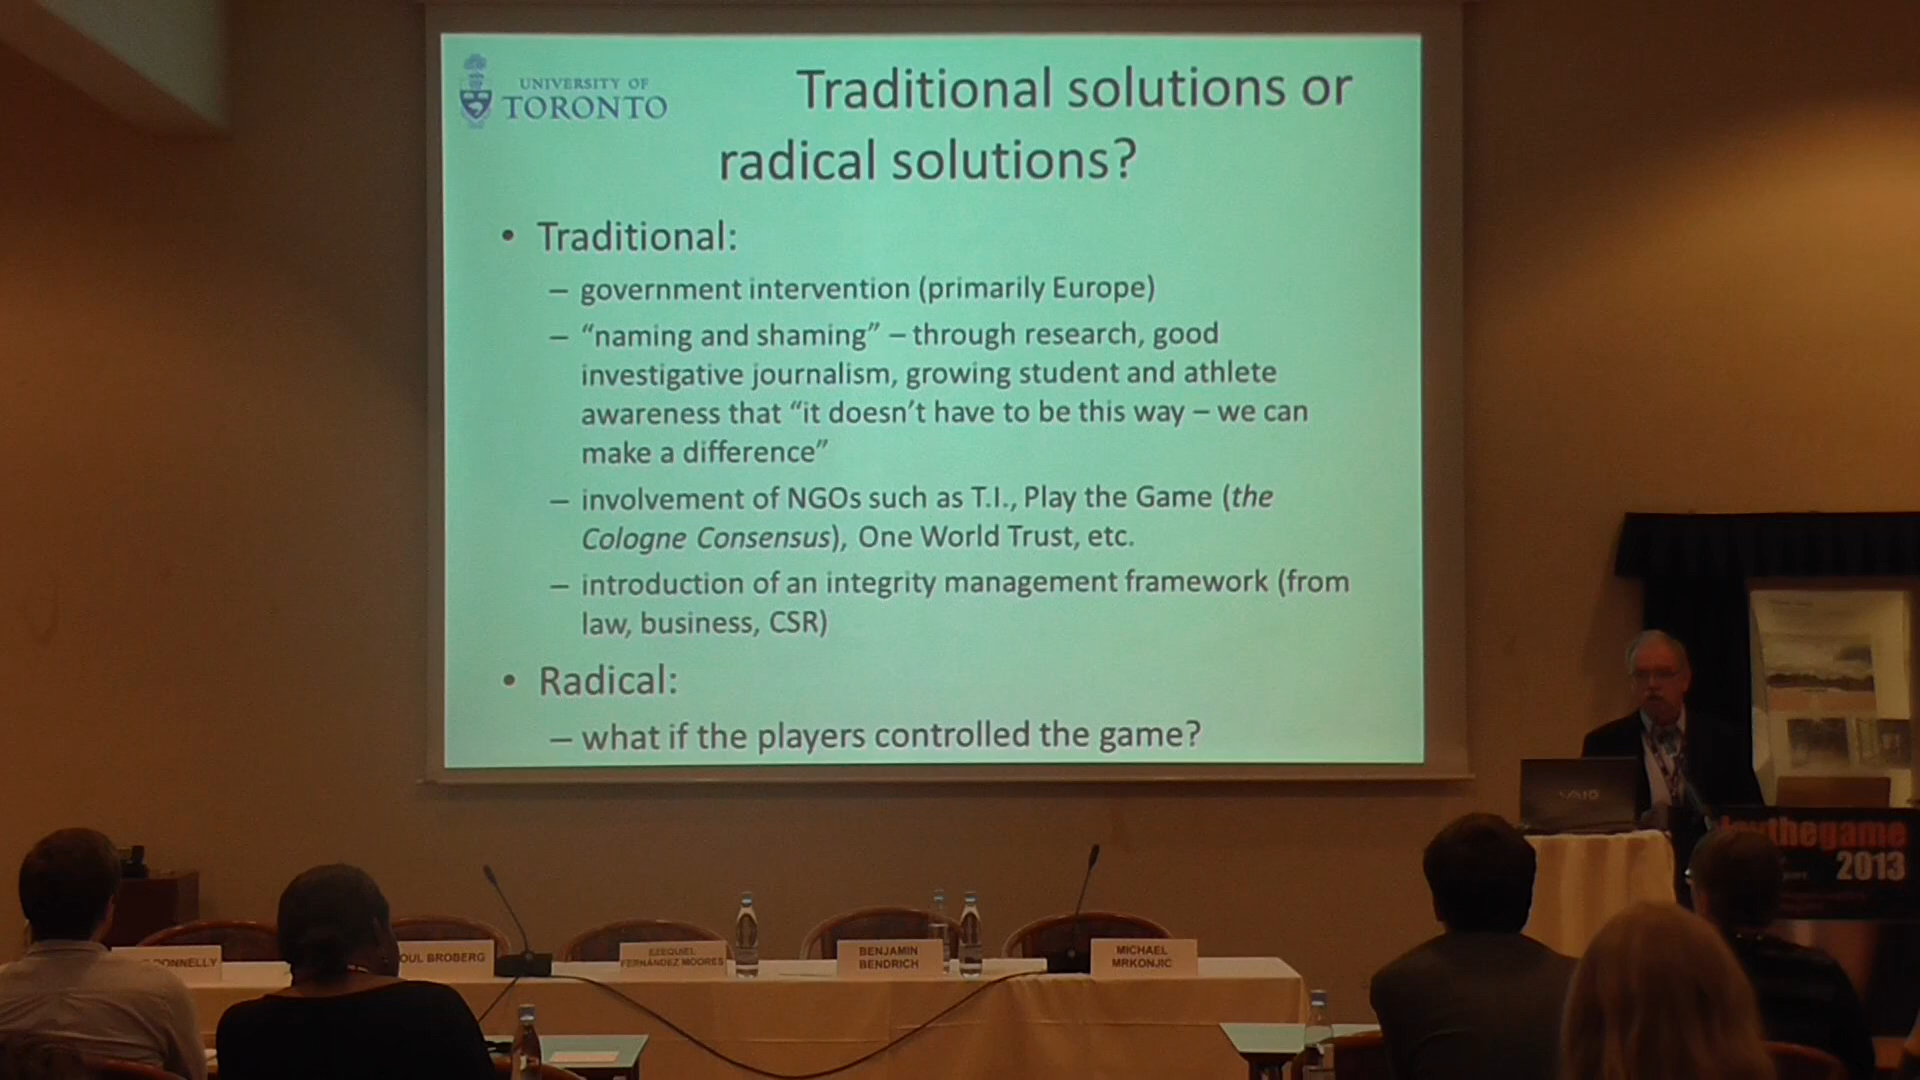 UNIVERSITY OF
TORONTO
Traditional solutions or
radical solutions?
• Traditional:
– government intervention (primarily Europe)
– “naming and shaming” – through research, good
investigative journalism, growing student and athlete
awareness that “it doesn’t have to be this way – we can
make a difference”
– involvement of NGOs such as T.I., Play the Game (the
Cologne Consensus), One World Trust, etc.
– introduction of an integrity management framework (from
law, business, CSR)
• Radical:
– what if the players controlled the game?
VAIO
thegame
2013
DONNELLY
OUL BROBERG
EZEQUIEL
FERNÁNDEZ MOORES
BENJAMIN
BENDRICH
MICHAEL
MRKONJIC